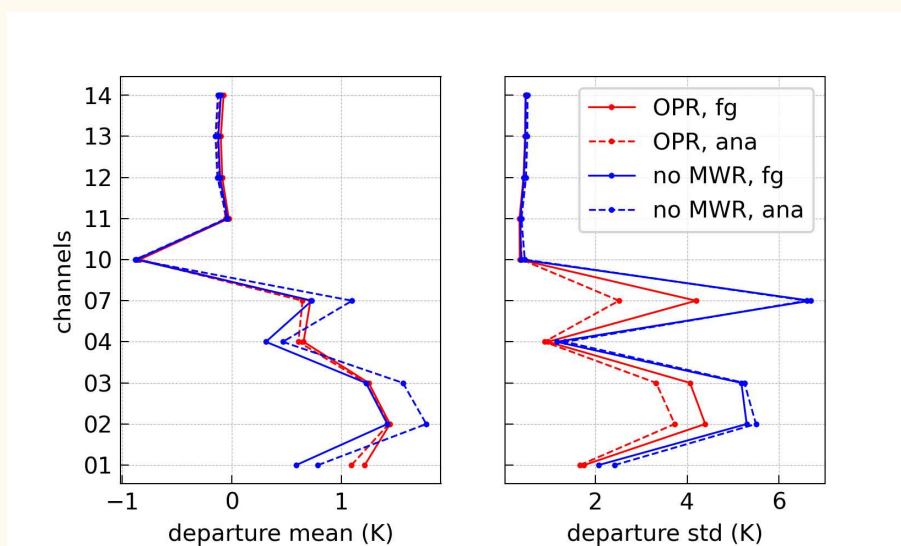 channels
14
13
12
11
10
07
04
03
02
01
−1 0 1
departure mean (K)
OPR, fg
OPR, ana
no MWR, fg
no MWR, ana
2 4 6
departure std (K)